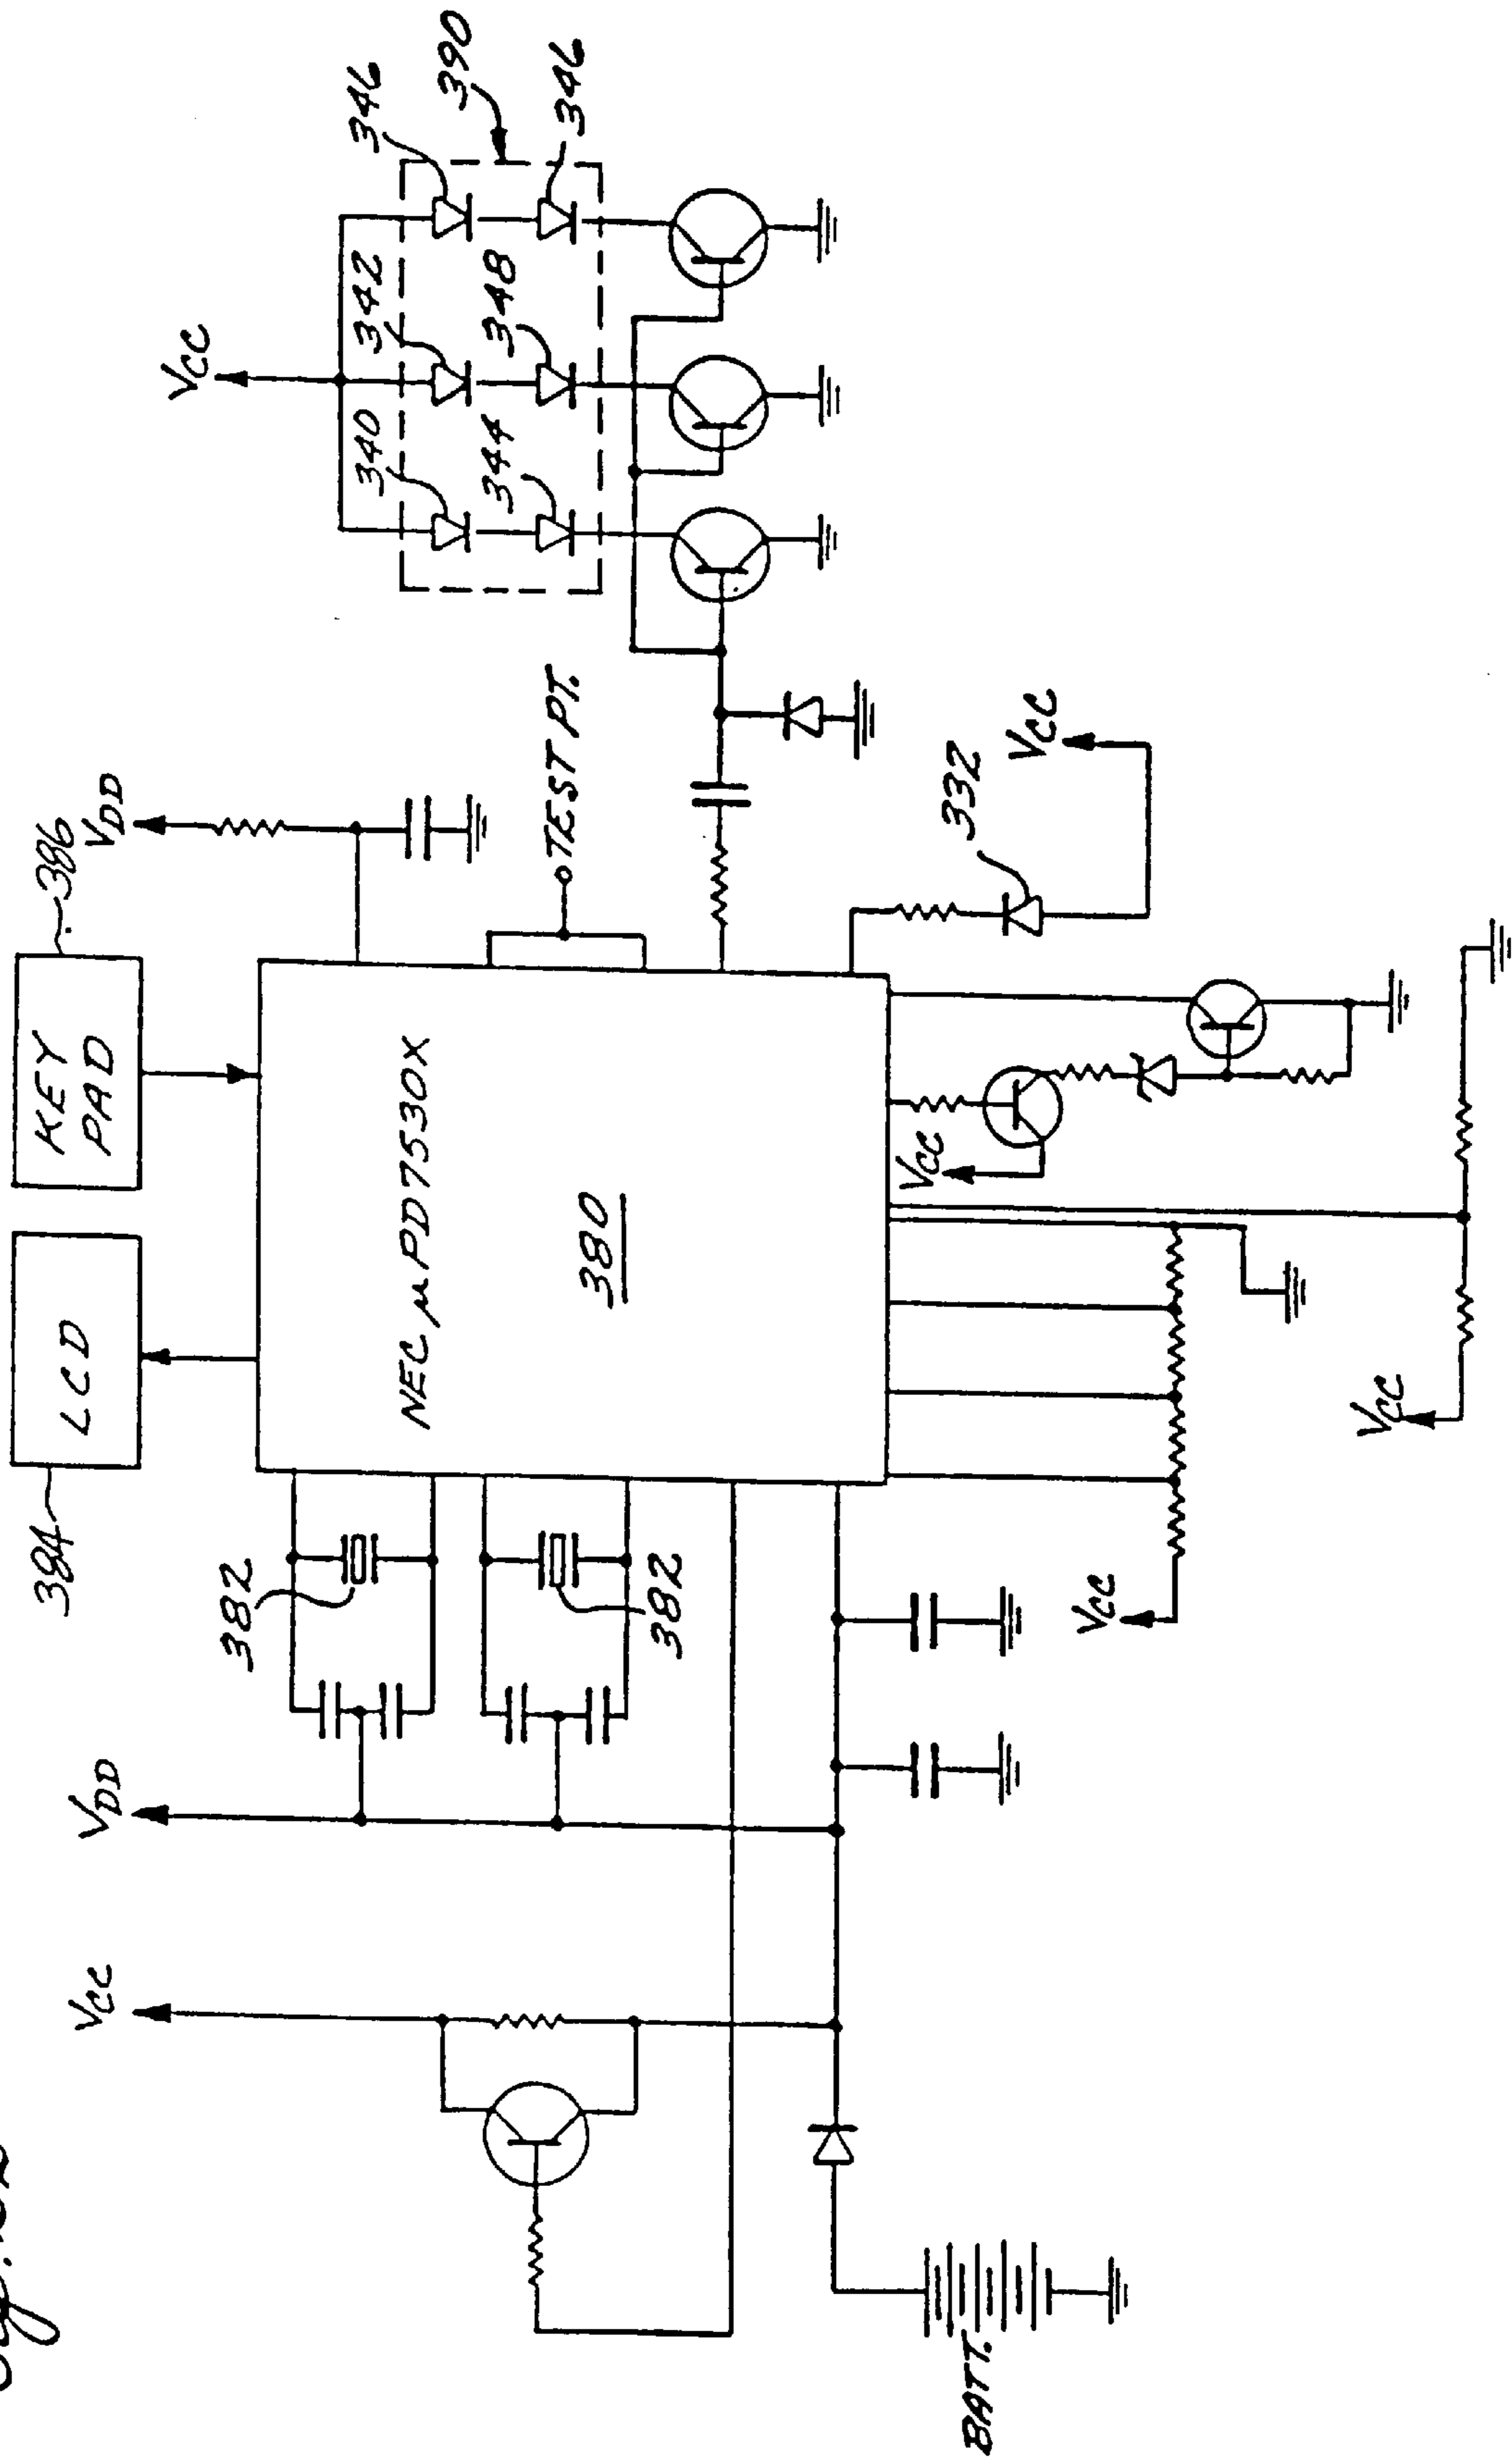 384
LCD
KEY
PAD
386
VCC
VDD
VDD
VCC
346
390
340
342
344
348
346
382
382
NEC µPD7530X
380
TEST PT.
332
VCC
VCC
BATT.
VCC
VCC